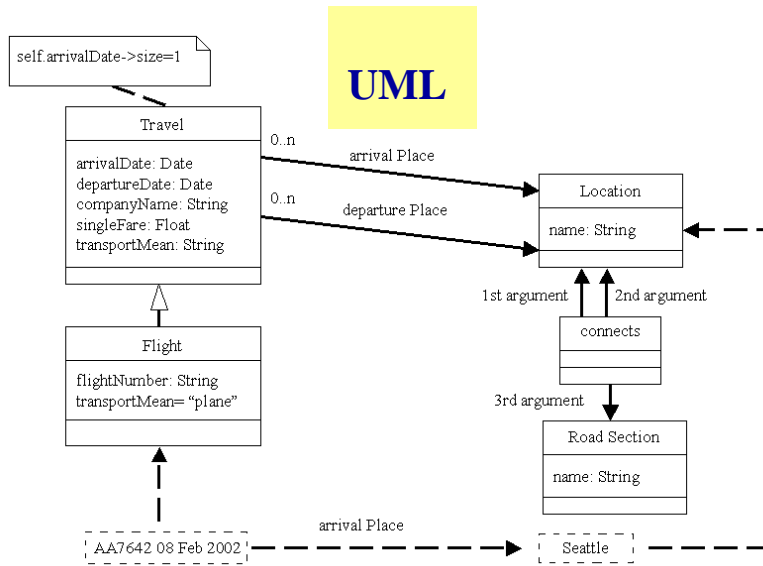 self.arrivalDate->size=1
UML
Travel
arrivalDate: Date
departureDate: Date
companyName: String
singleFare: Float
transportMean: String
0..n
arrival Place
0..n
departure Place
Location
name: String
1st argument
2nd argument
connects
3rd argument
Flight
flightNumber: String
transportMean= “plane”
Road Section
name: String
AA7642 08 Feb 2002
arrival Place
Seattle